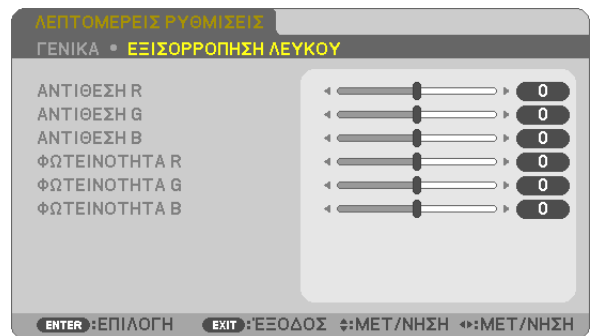 ΛΕΠΤΟΜΕΡΕΙΣ ΡΥΘΜΙΣΕΙΣ
ΓΕΝΙΚΑ • ΕΞΙΣΟΡΡΟΠΗΣΗ ΛΕΥΚΟΥ
ΑΝΤΙΘΕΣΗ R 0
ΑΝΤΙΘΕΣΗ G 0
ΑΝΤΙΘΕΣΗ B 0
ΦΩΤΕΙΝΟΤΗΤΑ R 0
ΦΩΤΕΙΝΟΤΗΤΑ G 0
ΦΩΤΕΙΝΟΤΗΤΑ B 0
ENTER :ΕΠΙΛΟΓΗ EXIT :ΈΞΟΔΟΣ :ΜΕΤ/ΝΗΣΗ :ΜΕΤ/ΝΗΣΗ